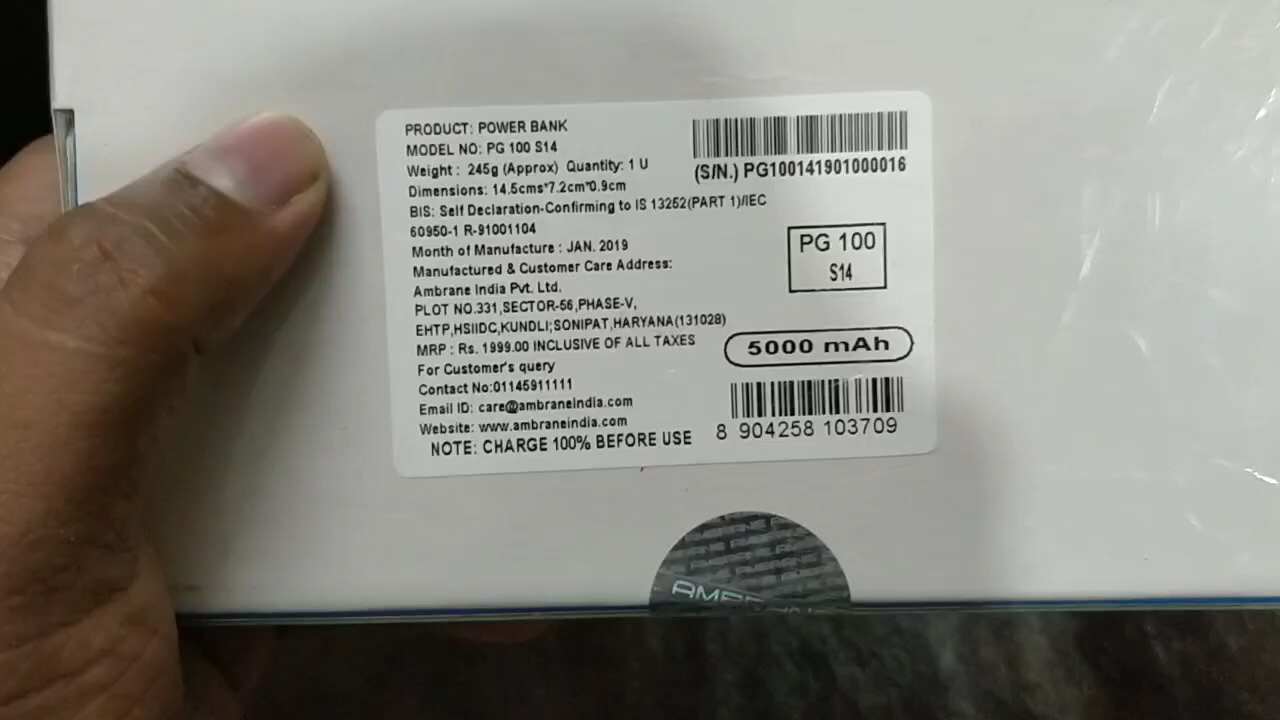 PRODUCT: POWER BANK
MODEL NO: PG 100 S14
Weight : 245g (Approx) Quantity: 1 U
Dimensions: 14.5cms*7.2cm*0.9cm
BIS: Self Declaration-Confirming to IS 13252(PART 1)/IEC
60950-1 R-91001104
Month of Manufacture : JAN. 2019
Manufactured & Customer Care Address:
Ambrane India Pvt. Ltd.
PLOT NO.331,SECTOR-56,PHASE-V,
EHTP,HSIIDC,KUNDLI;SONIPAT,HARYANA(131028)
MRP : Rs. 1999.00 INCLUSIVE OF ALL TAXES
For Customer's query
Contact No:01145911111
Email ID: care@ambraneindia.com
Website: www.ambraneindia.com
NOTE: CHARGE 100% BEFORE USE
(S/N.) PG100141901000016
PG 100
S14
5000 mAh
8 904258 103709